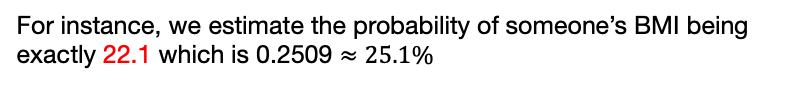 For instance, we estimate the probability of someone’s BMI being
exactly 22.1 which is 0.2509 ≈ 25.1%